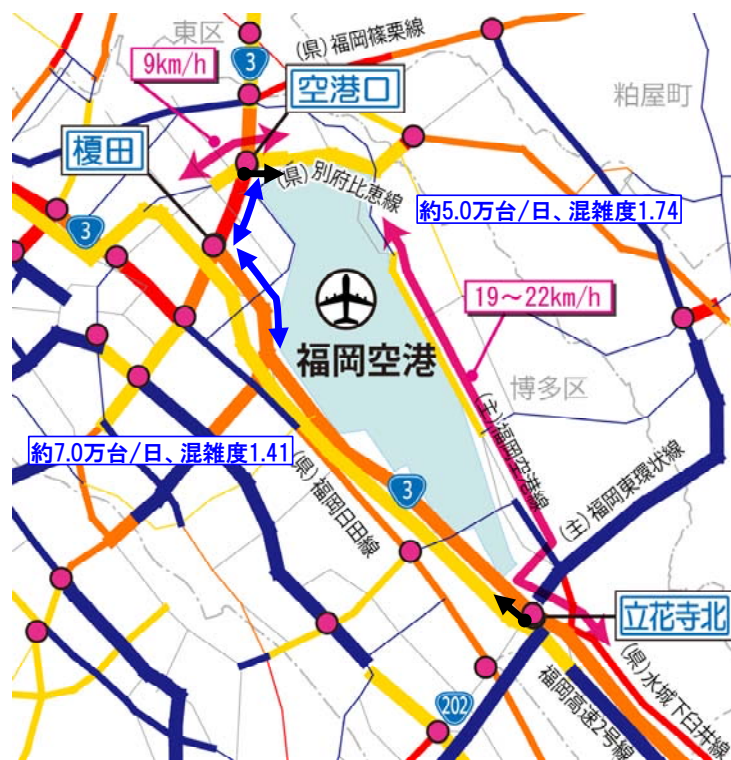 東区
(県)福岡篠栗線
9km/h
3
空港口
粕屋町
榎田
(県)別府比恵線
約5.0万台/日、混雑度1.74
3
19～22km/h
福岡空港
博多区
(主)福岡空港線
約7.0万台/日、混雑度1.41
(県)福岡日田線
3
(主)福岡東環状線
立花寺北
(県)水城下臼井線
福岡高速2号線
202